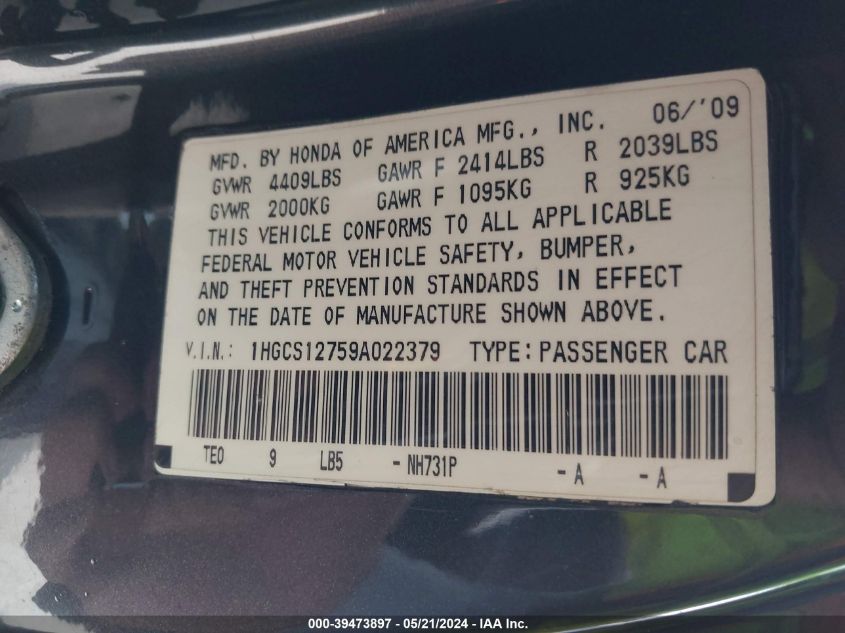 MFD. BY HONDA OF AMERICA MFG., INC. 06/'09
GVWR 4409LBS GAWR F 2414LBS R 2039LBS
GVWR 2000KG GAWR F 1095KG R 925KG
THIS VEHICLE CONFORMS TO ALL APPLICABLE
FEDERAL MOTOR VEHICLE SAFETY, BUMPER,
AND THEFT PREVENTION STANDARDS IN EFFECT
ON THE DATE OF MANUFACTURE SHOWN ABOVE.
V.I.N.: 1HGCS12759A022379 TYPE: PASSENGER CAR
TE0 9 LB5 -NH731P -A -A
000-39473897 - 05/21/2024 - IAA Inc.